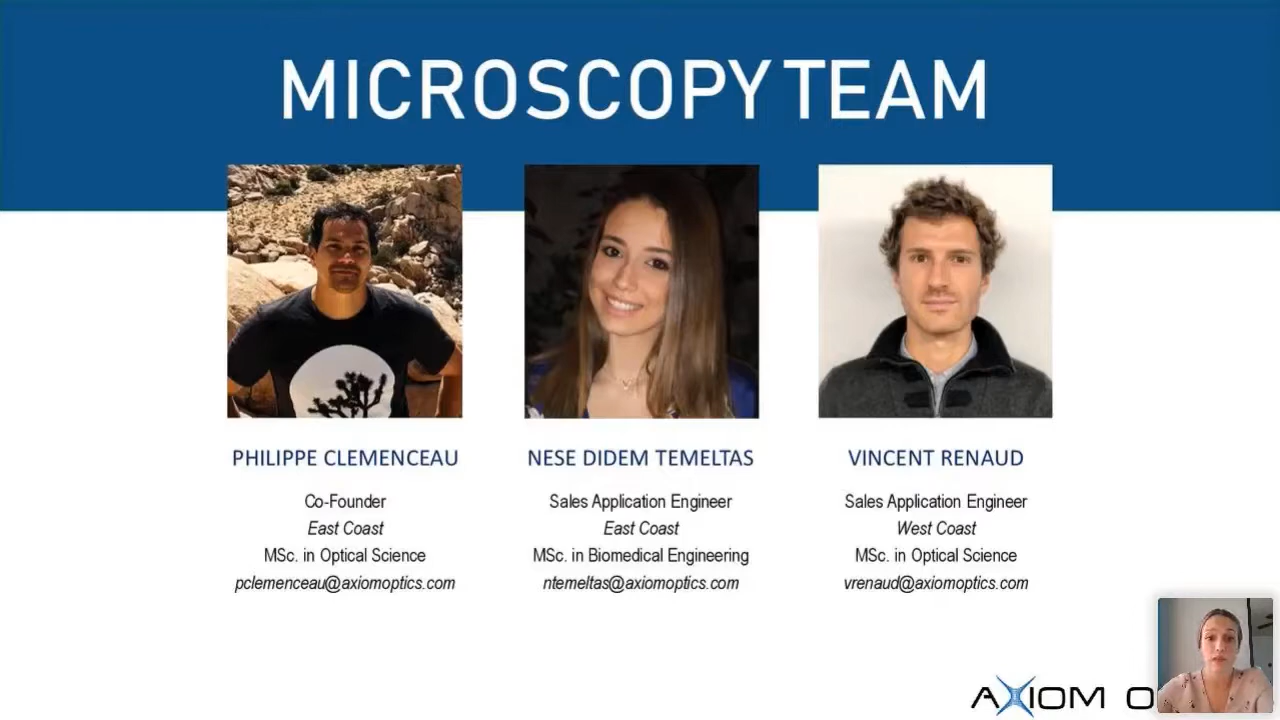 MICROSCOPY TEAM
PHILIPPE CLEMENCEAU
Co-Founder
East Coast
MSc. in Optical Science
pclemenceau@axiomoptics.com
NESE DIDEM TEMELTAS
Sales Application Engineer
East Coast
MSc. in Biomedical Engineering
ntemeltas@axiomoptics.com
VINCENT RENAUD
Sales Application Engineer
West Coast
MSc. in Optical Science
vrenaud@axiomoptics.com
AXIOM O